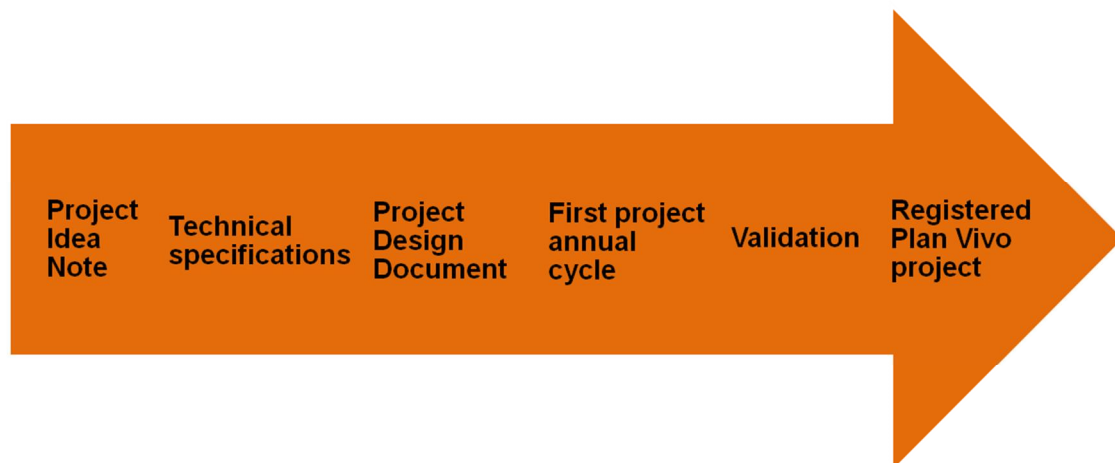 Project
Idea
Note
Technical
specifications
Project
Design
Document
First project
annual
cycle
Validation
Registered
Plan Vivo
project